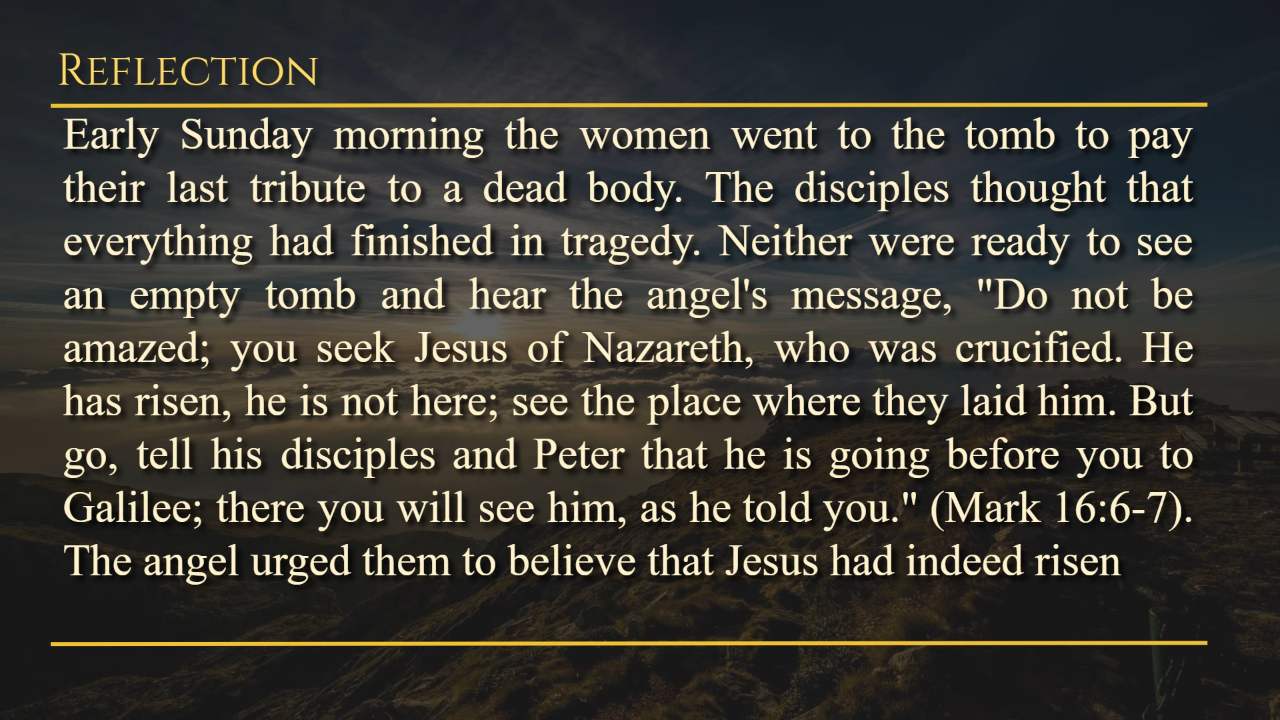 Reflection
Early Sunday morning the women went to the tomb to pay
their last tribute to a dead body. The disciples thought that
everything had finished in tragedy. Neither were ready to see
an empty tomb and hear the angel's message, "Do not be
amazed; you seek Jesus of Nazareth, who was crucified. He
has risen, he is not here; see the place where they laid him. But
go, tell his disciples and Peter that he is going before you to
Galilee; there you will see him, as he told you." (Mark 16:6-7).
The angel urged them to believe that Jesus had indeed risen